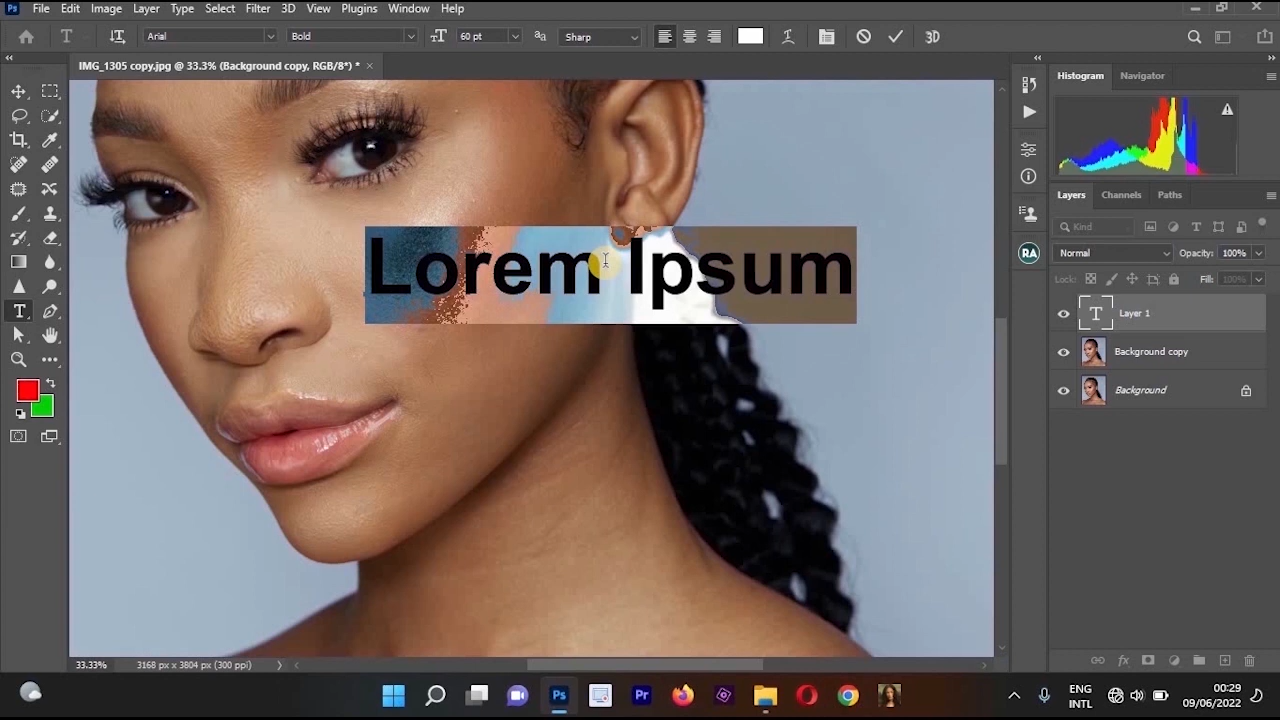 Ps File Edit Image Layer Type Select Filter 3D View Plugins Window Help
T Arial Bold 60 pt Sharp 3D
IMG_1305 copy.jpg @ 33.3% (Background copy, RGB/8*) *
Histogram Navigator
Layers Channels Paths
Kind
Normal Opacity: 100%
Lock: Fill: 100%
T Layer 1
Background copy
Background
RA
Lorem Ipsum
33.33% 3168 px x 3804 px (300 ppi)
Ps Pr
ENG
INTL
00:29
09/06/2022